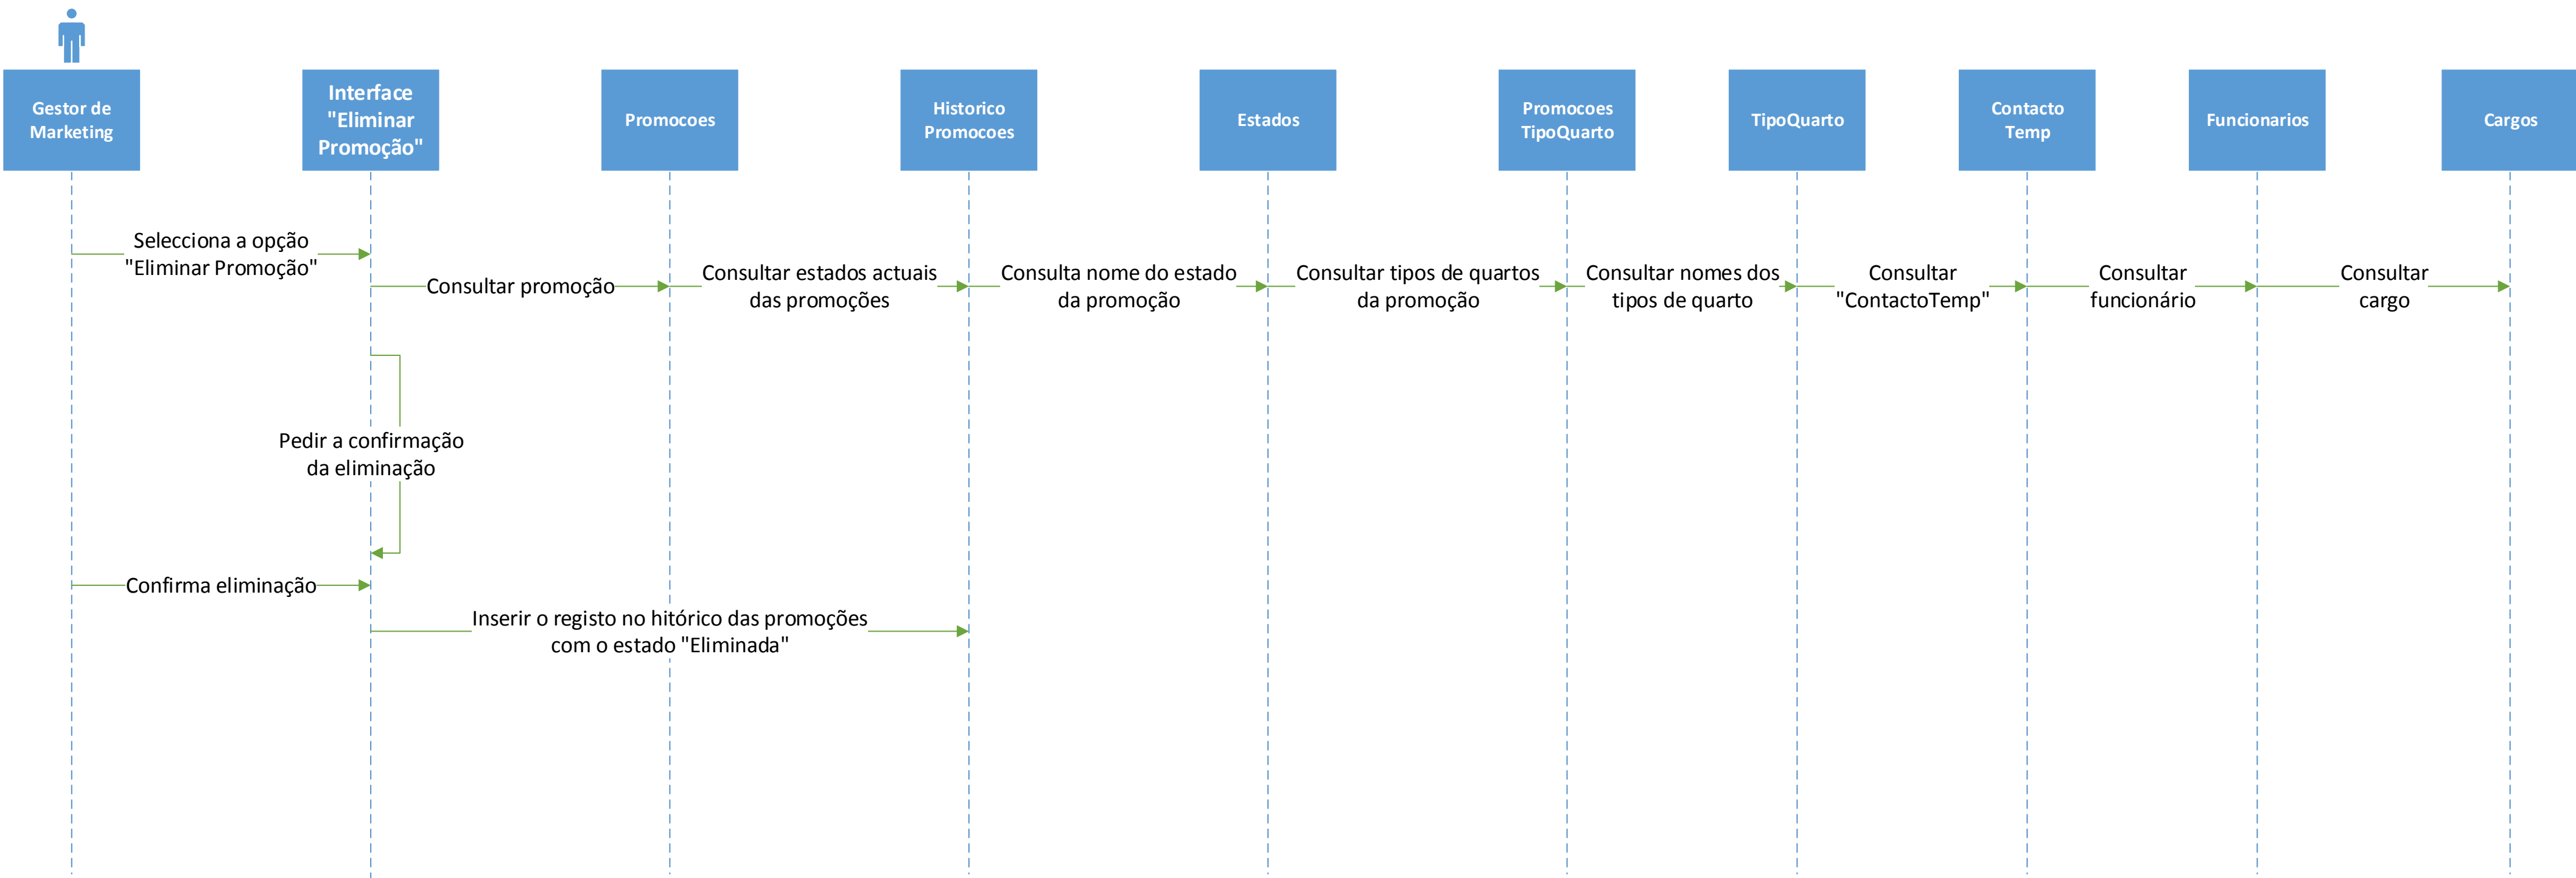 Gestor de
Marketing
Interface
"Eliminar
Promoção"
Promocoes
Historico
Promocoes
Estados
Promocoes
TipoQuarto
TipoQuarto
Contacto
Temp
Funcionarios
Cargos
Selecciona a opção
"Eliminar Promoção"
Consultar promoção
Consultar estados actuais
das promoções
Consulta nome do estado
da promoção
Consultar tipos de quartos
da promoção
Consultar nomes dos
tipos de quarto
Consultar
"ContactoTemp"
Consultar
funcionário
Consultar
cargo
Pedir a confirmação
da eliminação
Confirma eliminação
Inserir o registo no hitórico das promoções
com o estado "Eliminada"